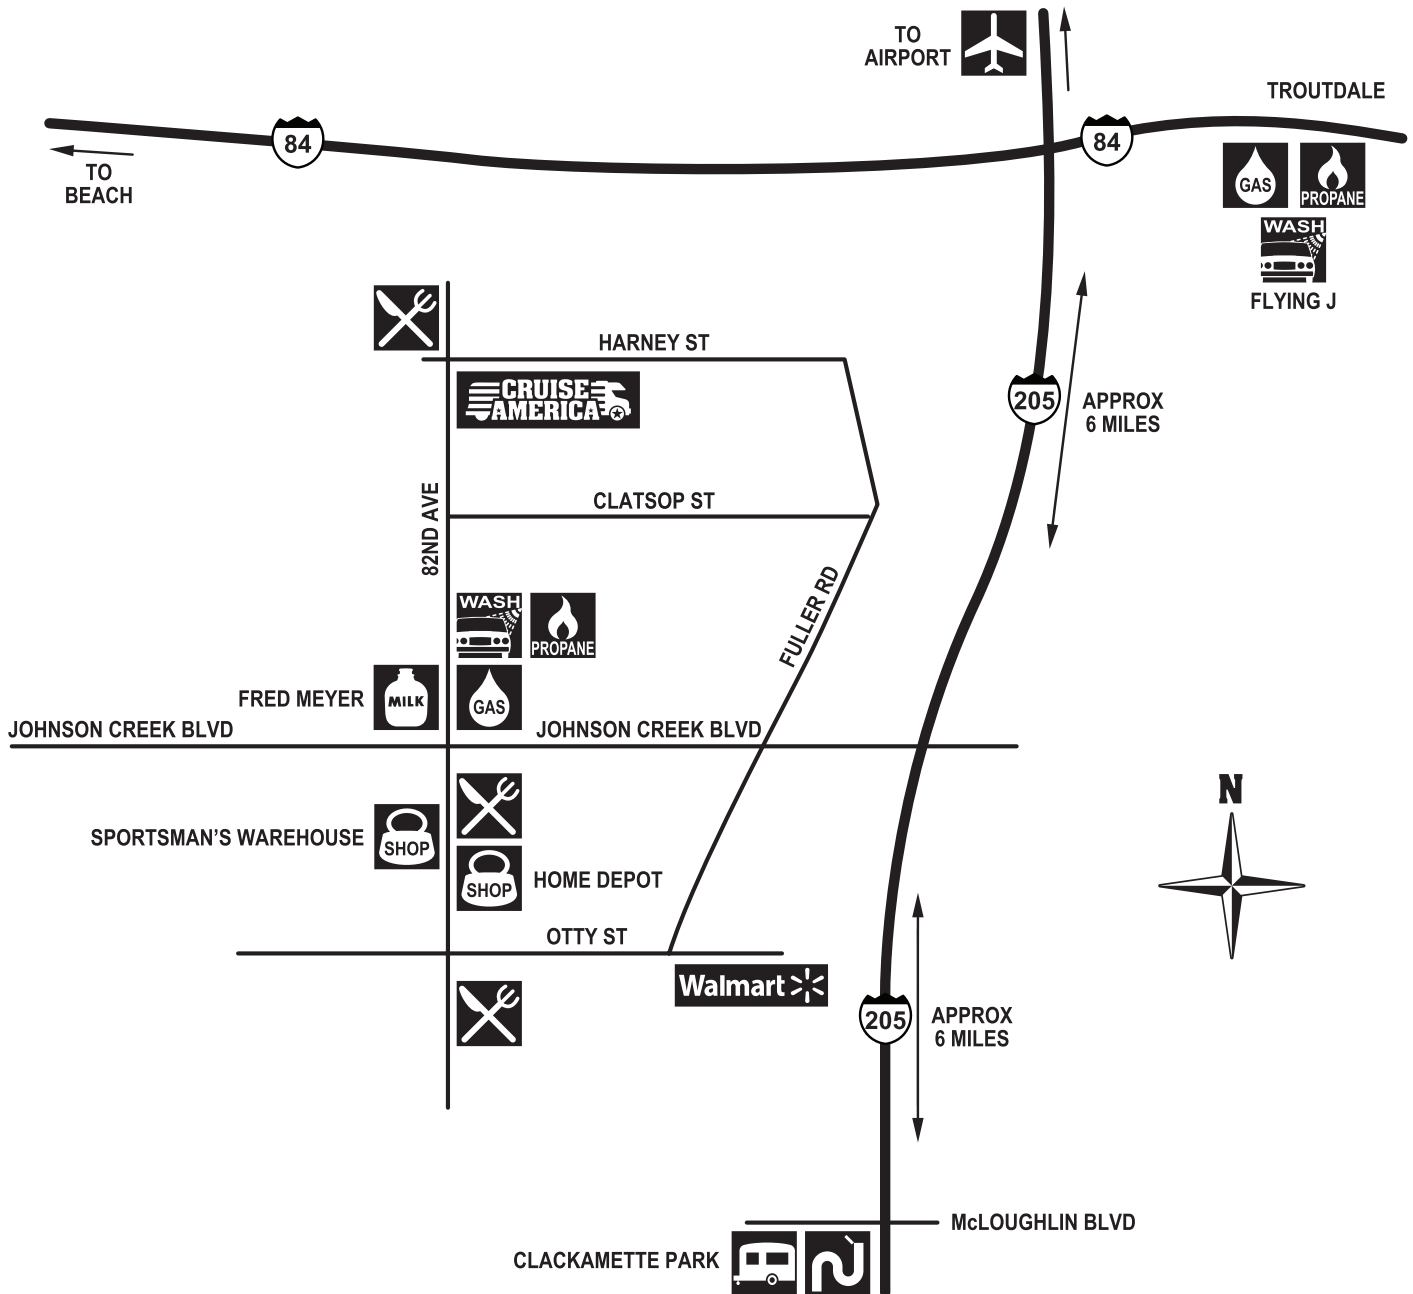 TO
AIRPORT
TROUTDALE
84
84
TO
BEACH
GAS
PROPANE
WASH
FLYING J
HARNEY ST
CRUISE
AMERICA
205
APPROX
6 MILES
82ND AVE
CLATSOP ST
FULLER RD
WASH
PROPANE
FRED MEYER
MILK
GAS
JOHNSON CREEK BLVD
JOHNSON CREEK BLVD
N
SPORTSMAN'S WAREHOUSE
SHOP
SHOP
HOME DEPOT
OTTY ST
Walmart
205
APPROX
6 MILES
McLOUGHLIN BLVD
CLACKAMETTE PARK